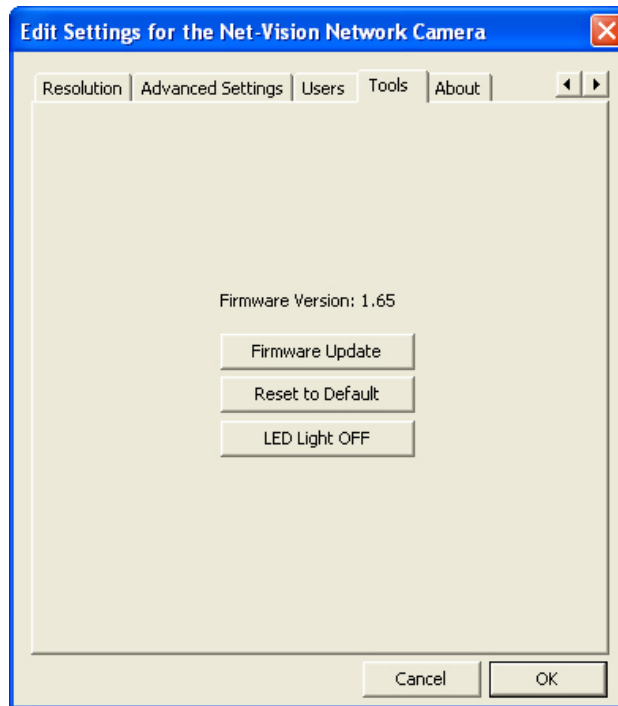 Edit Settings for the Net-Vision Network Camera
Resolution Advanced Settings Users Tools About
Firmware Version: 1.65
Firmware Update
Reset to Default
LED Light OFF
Cancel OK